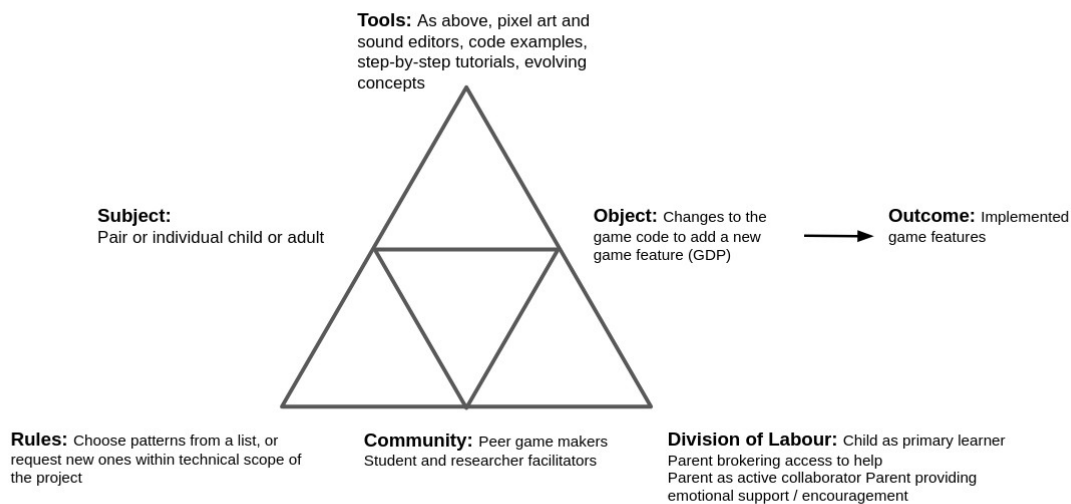 Tools: As above, pixel art and
sound editors, code examples,
step-by-step tutorials, evolving
concepts
Subject:
Pair or individual child or adult
Object: Changes to the
game code to add a new
game feature (GDP)
Outcome: Implemented
game features
Rules: Choose patterns from a list, or
request new ones within technical scope of
the project
Community: Peer game makers
Student and researcher facilitators
Division of Labour: Child as primary learner
Parent brokering access to help
Parent as active collaborator Parent providing
emotional support / encouragement